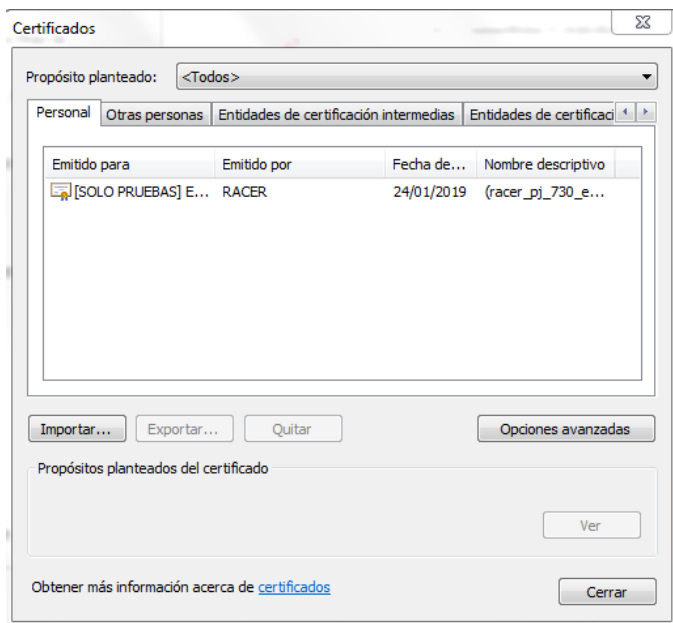 Certificados
Propósito planteado: <Todos>
Personal Otras personas Entidades de certificación intermedias Entidades de certificaci
Emitido para Emitido por Fecha de... Nombre descriptivo
[SOLO PRUEBAS] E... RACER 24/01/2019 (racer_pj_730_e...
Importar... Exportar... Quitar Opciones avanzadas
Propósitos planteados del certificado
Ver
Obtener más información acerca de certificados Cerrar